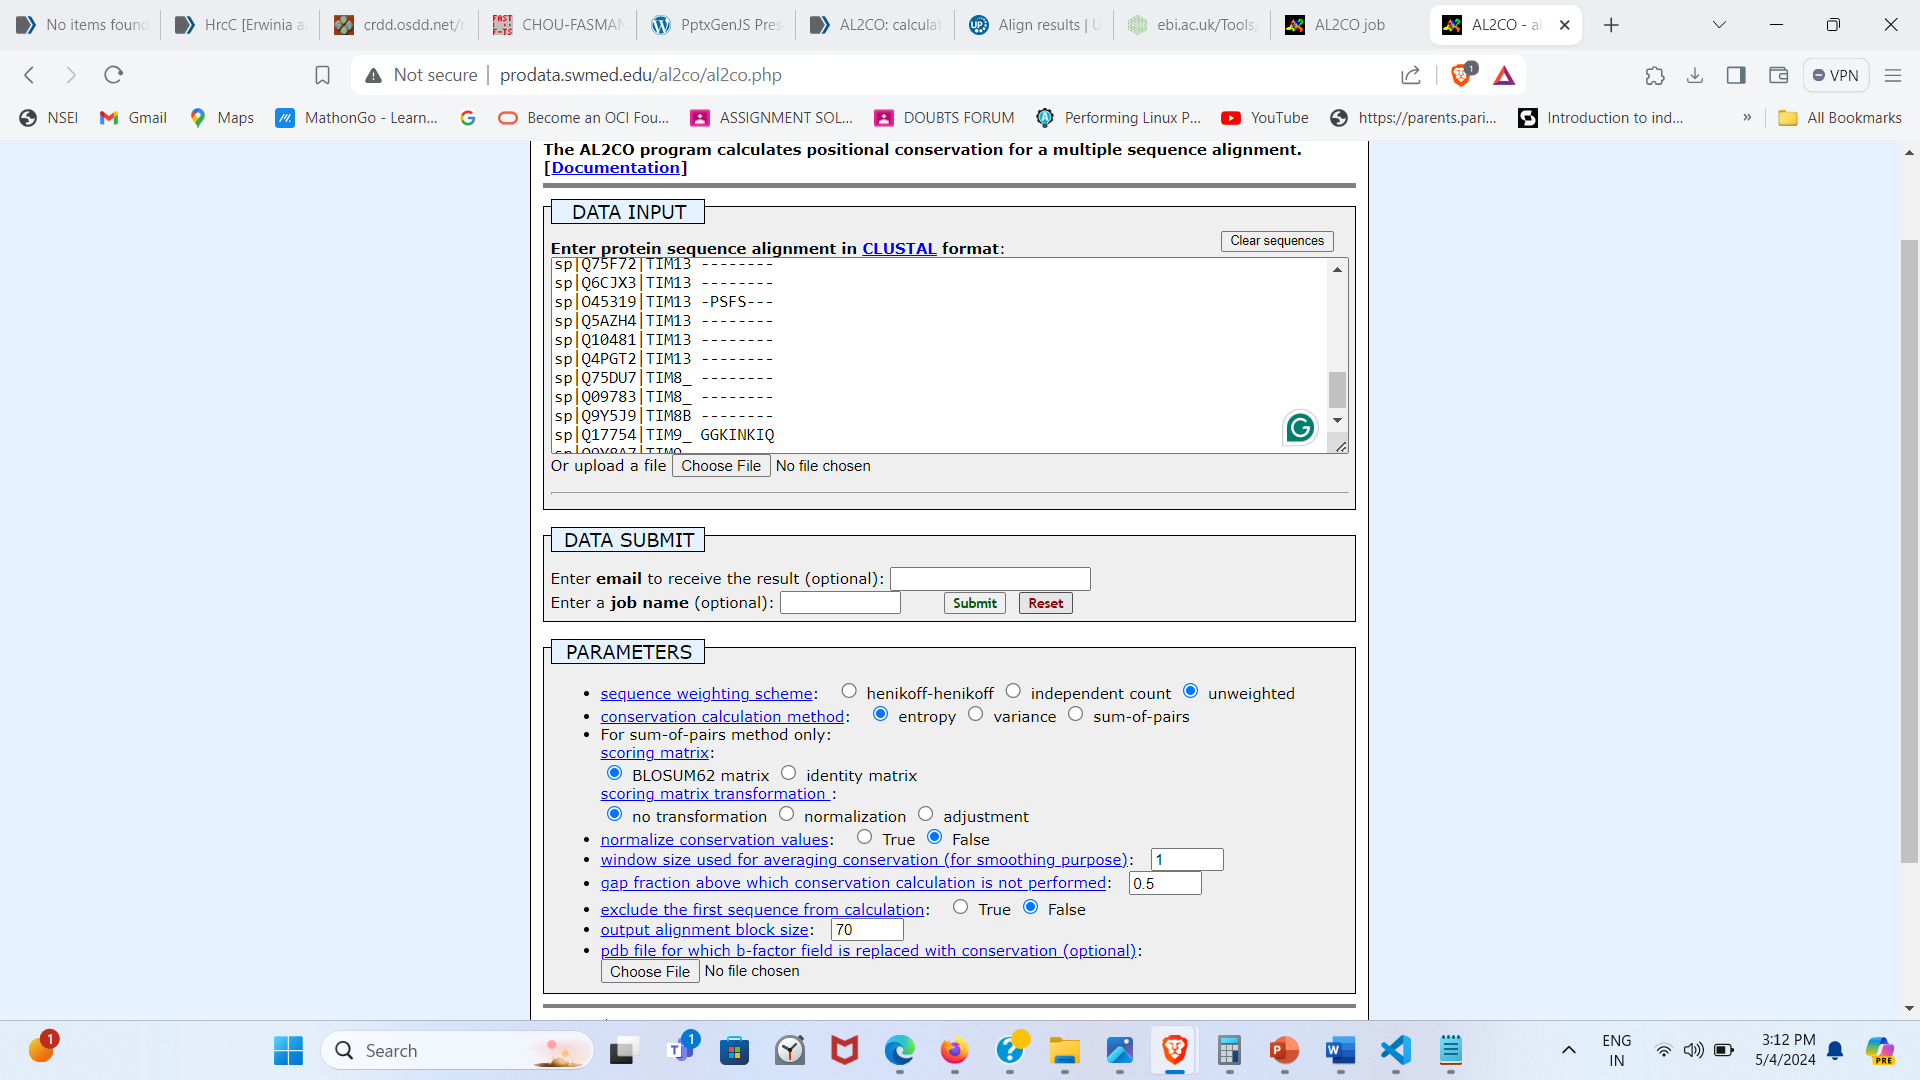 No items found
HrcC [Erwinia a
crdd.osdd.net/r
CHOU-FASMAN
PptxGenJS Pres
AL2CO: calculat
Align results | U
ebi.ac.uk/Tools/
AL2CO job
AL2CO - al
Not secure
prodata.swmed.edu/al2co/al2co.php
1
VPN
NSEI
Gmail
Maps
MathonGo - Learn...
Become an OCI Fou...
ASSIGNMENT SOL...
DOUBTS FORUM
Performing Linux P...
YouTube
https://parents.pari...
Introduction to ind...
»
All Bookmarks
The AL2CO program calculates positional conservation for a multiple sequence alignment.
[Documentation]
DATA INPUT
Enter protein sequence alignment in CLUSTAL format:
Clear sequences
sp|Q75F72|TIM13 --------
sp|Q6CJX3|TIM13 --------
sp|O45319|TIM13 -PSFS---
sp|Q5AZH4|TIM13 --------
sp|Q10481|TIM13 --------
sp|Q4PGT2|TIM13 --------
sp|Q75DU7|TIM8_ --------
sp|Q09783|TIM8_ --------
sp|Q9Y5J9|TIM8B --------
sp|Q17754|TIM9_ GGKINKIQ
Or upload a file Choose File No file chosen
DATA SUBMIT
Enter email to receive the result (optional):
Enter a job name (optional): Submit Reset
PARAMETERS
• sequence weighting scheme: henikoff-henikoff independent count unweighted
• conservation calculation method: entropy variance sum-of-pairs
• For sum-of-pairs method only:
scoring matrix:
BLOSUM62 matrix identity matrix
scoring matrix transformation :
no transformation normalization adjustment
• normalize conservation values: True False
• window size used for averaging conservation (for smoothing purpose): 1
• gap fraction above which conservation calculation is not performed: 0.5
• exclude the first sequence from calculation: True False
• output alignment block size: 70
• pdb file for which b-factor field is replaced with conservation (optional):
Choose File No file chosen
1
Search
1
ENG
IN
3:12 PM
5/4/2024
PRE